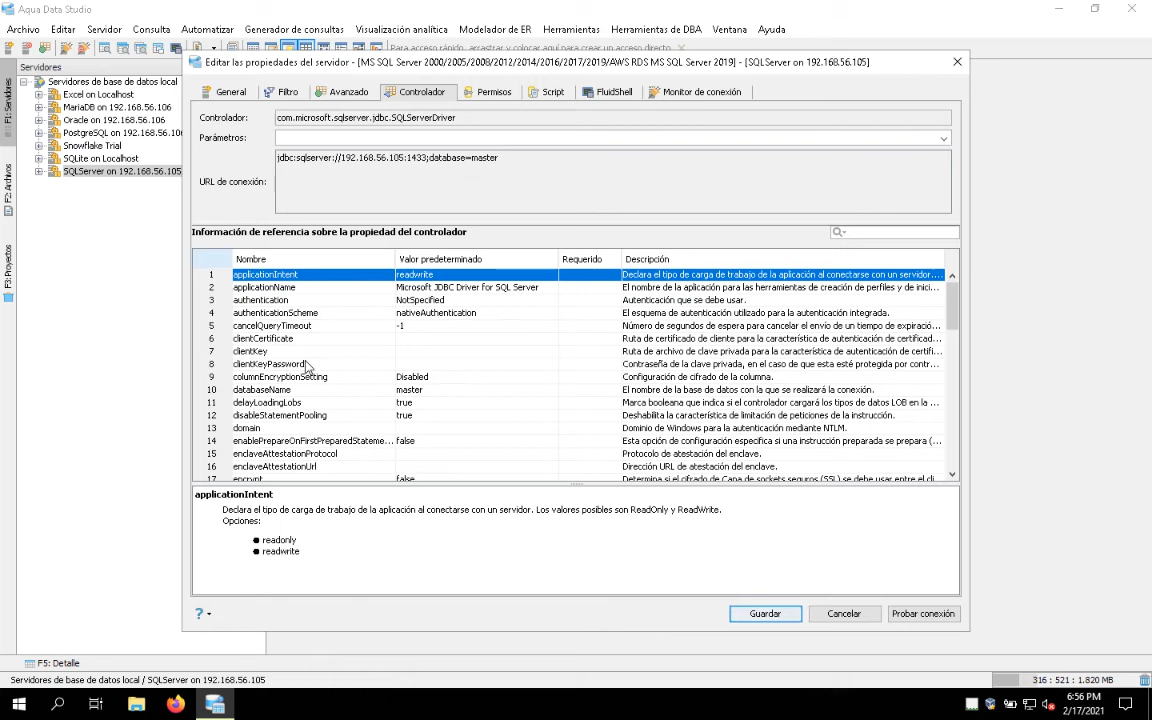 Aqua Data Studio
Archivo Editar Servidor Consulta Automatizar Generador de consultas Visualización analítica Modelador de ER Herramientas Herramientas de DBA Ventana Ayuda
Para acceso rápido, arrastrar y colocar aquí para crear un acceso directo
Servidores
Servidores de base de datos local
Excel on Localhost
MariaDB on 192.168.56.106
Oracle on 192.168.56.106
PostgreSQL on 192.168.56.10
Snowflake Trial
SQLite on Localhost
SQLServer on 192.168.56.105
F1: Servidores
F2: Archivos
F3: Proyectos
Editar las propiedades del servidor - [MS SQL Server 2000/2005/2008/2012/2014/2016/2017/2019/AWS RDS MS SQL Server 2019] - [SQLServer on 192.168.56.105]
General Filtro Avanzado Controlador Permisos Script FluidShell Monitor de conexión
Controlador: com.microsoft.sqlserver.jdbc.SQLServerDriver
Parámetros:
URL de conexión: jdbc:sqlserver://192.168.56.105:1433;database=master
Información de referencia sobre la propiedad del controlador
Nombre Valor predeterminado Requerido Descripción
1 applicationIntent readwrite Declara el tipo de carga de trabajo de la aplicación al conectarse con un servidor....
2 applicationName Microsoft JDBC Driver for SQL Server El nombre de la aplicación para las herramientas de creación de perfiles y de inici...
3 authentication NotSpecified Autenticación que se debe usar.
4 authenticationScheme nativeAuthentication El esquema de autenticación utilizado para la autenticación integrada.
5 cancelQueryTimeout -1 Número de segundos de espera para cancelar el envío de un tiempo de expiració...
6 clientCertificate Ruta de certificado de cliente para la característica de autenticación de certificad...
7 clientKey Ruta de archivo de clave privada para la característica de autenticación de certifi...
8 clientKeyPassword Contraseña de la clave privada, en el caso de que esta esté protegida por contr...
9 columnEncryptionSetting Disabled Configuración de cifrado de la columna.
10 databaseName master El nombre de la base de datos con la que se realizará la conexión.
11 delayLoadingLobs true Marca booleana que indica si el controlador cargará los tipos de datos LOB en la ...
12 disableStatementPooling true Deshabilita la característica de limitación de peticiones de la instrucción.
13 domain Dominio de Windows para la autenticación mediante NTLM.
14 enablePrepareOnFirstPreparedStateme... false Esta opción de configuración especifica si una instrucción preparada se prepara (...
15 enclaveAttestationProtocol Protocolo de atestación del enclave.
16 enclaveAttestationUrl Dirección URL de atestación del enclave.
17 encrypt false Determina si el cifrado de Capa de sockets seguros (SSL) se debe usar entre el cli...
applicationIntent
Declara el tipo de carga de trabajo de la aplicación al conectarse con un servidor. Los valores posibles son ReadOnly y ReadWrite.
Opciones:
readonly
readwrite
? Guardar Cancelar Probar conexión
F5: Detalle
Servidores de base de datos local / SQLServer on 192.168.56.105
316 : 521 : 1.820 MB
6:56 PM
2/17/2021